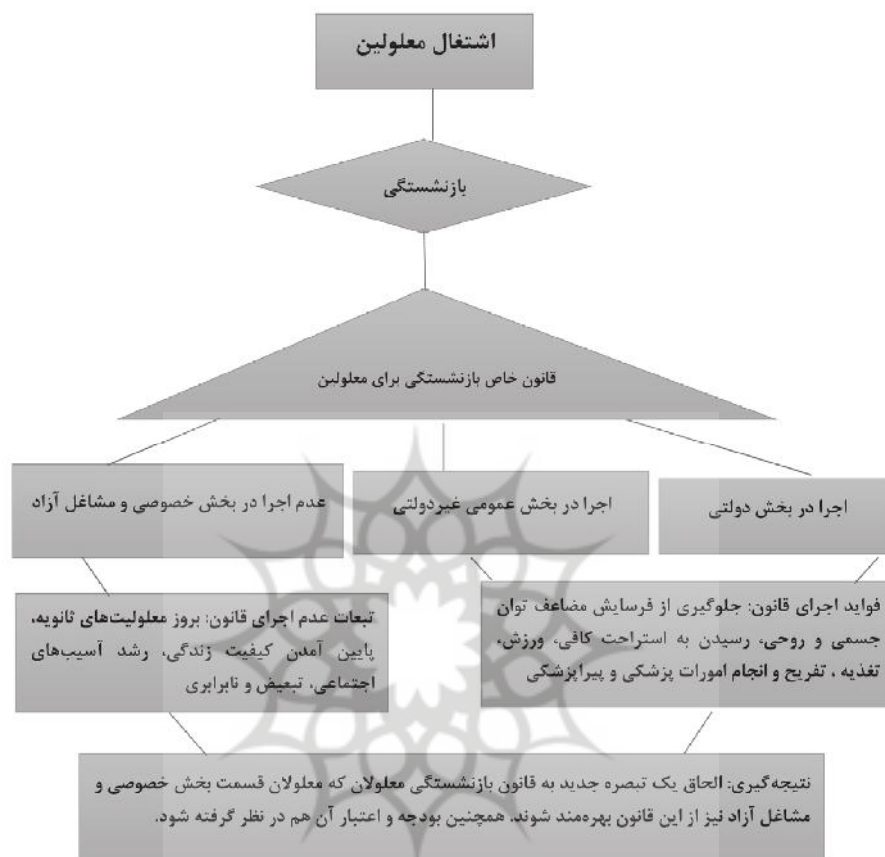 اشتغال معلولین
بازنشستگی
قانون خاص بازنشستگی برای معلولین
اجرا در بخش دولتی
اجرا در بخش عمومی غیردولتی
عدم اجرا در بخش خصوصی و مشاغل آزاد
فواید اجرای قانون: جلوگیری از فرسایش مضاعف توان
جسمی و روحی، رسیدن به استراحت کافی، ورزش،
تغذیه ، تفریح و انجام امورات پزشکی و پیراپزشکی
تبعات عدم اجرای قانون: بروز معلولیت‌های ثانویه،
پایین آمدن کیفیت زندگی، رشد آسیب‌های
اجتماعی، تبعیض و نابرابری
نتیجه‌گیری: الحاق یک تبصره جدید به قانون بازنشستگی معلولان که معلولان قسمت بخش خصوصی و
مشاغل آزاد نیز از این قانون بهره‌مند شوند. همچنین بودجه و اعتبار آن هم در نظر گرفته شود.